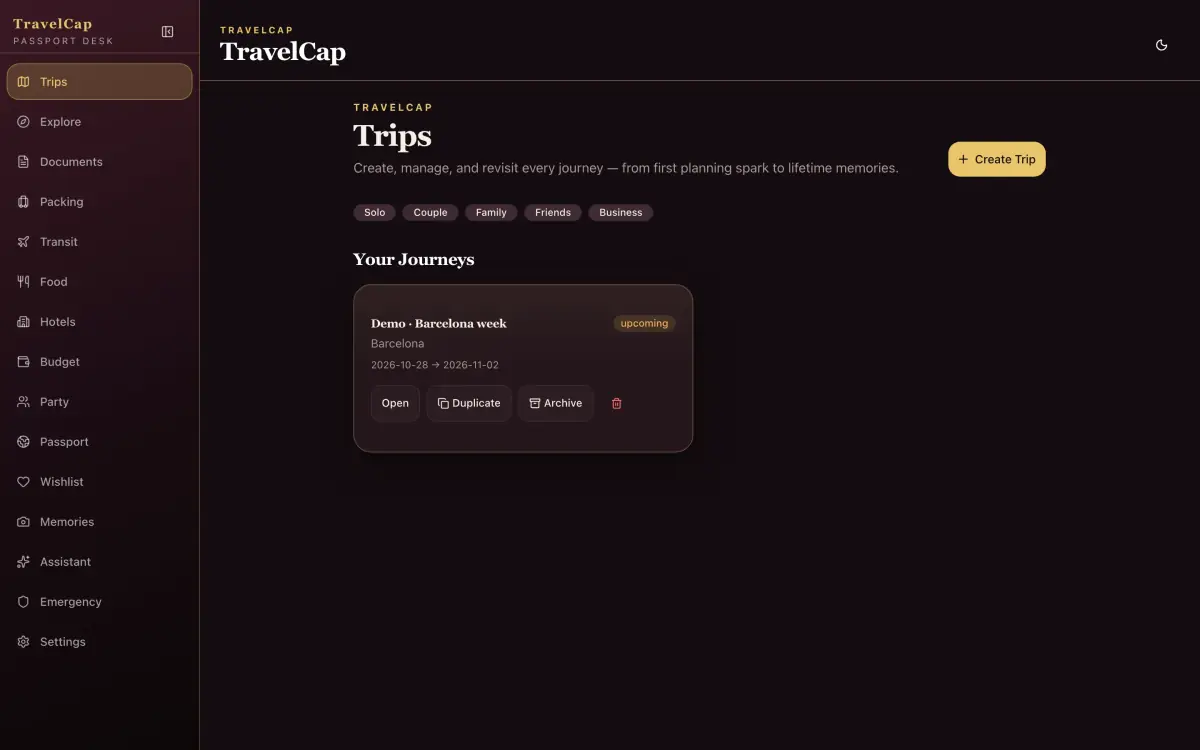 TravelCap
PASSPORT DESK
Trips
Explore
Documents
Packing
Transit
Food
Hotels
Budget
Party
Passport
Wishlist
Memories
Assistant
Emergency
Settings
TRAVELCAP
TravelCap
TRAVELCAP
Trips
Create, manage, and revisit every journey — from first planning spark to lifetime memories.
+ Create Trip
Solo Couple Family Friends Business
Your Journeys
Demo · Barcelona week upcoming
Barcelona
2026-10-28 → 2026-11-02
Open Duplicate Archive